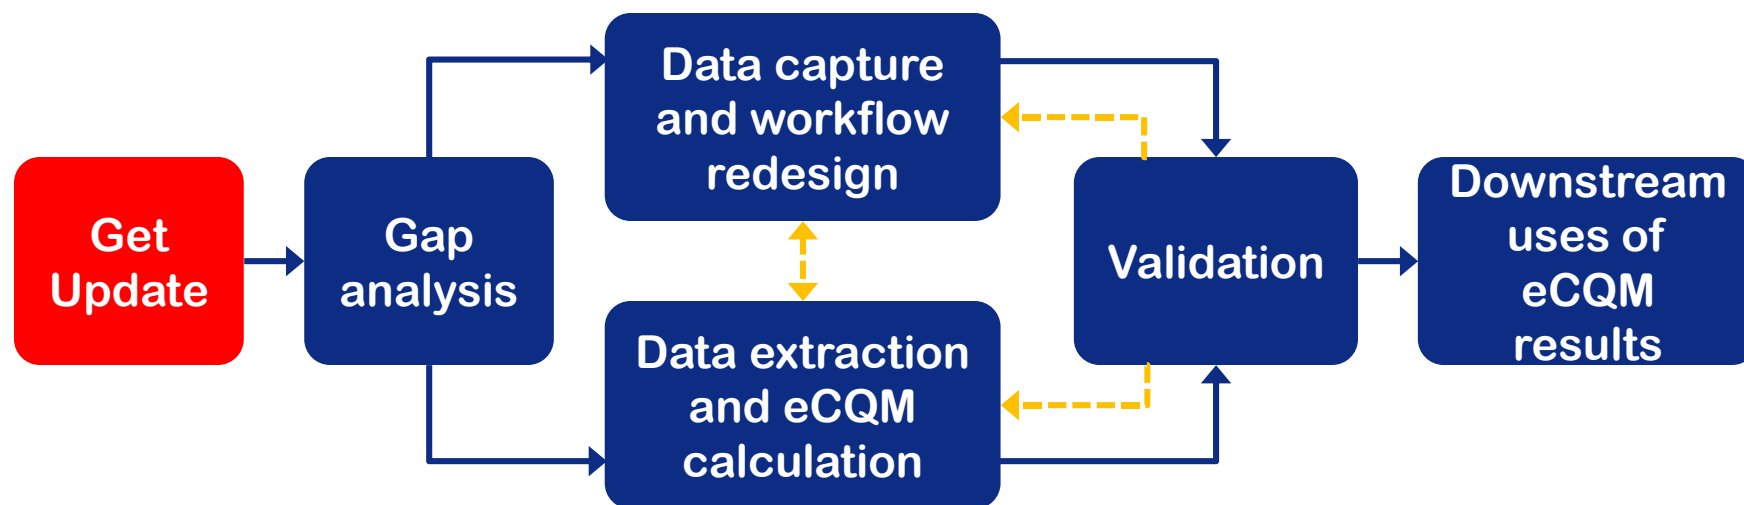 Get
Update
Gap
analysis
Data capture
and workflow
redesign
Data extraction
and eCQM
calculation
Validation
Downstream
uses of
eCQM
results